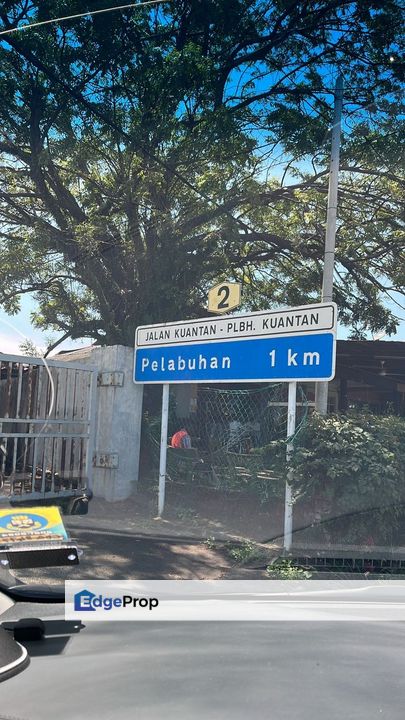 2
JALAN KUANTAN - PLBH. KUANTAN
Pelabuhan 1 km
EdgeProp